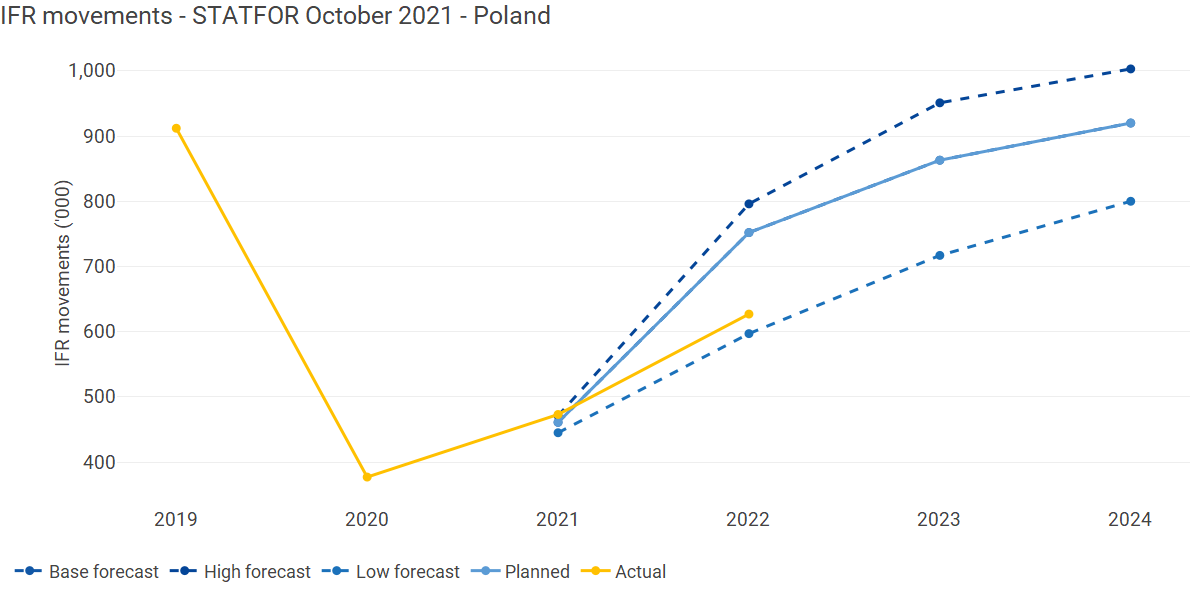 IFR movements - STATFOR October 2021 - Poland
1,000
900
800
700
600
500
400
IFR movements ('000)
2019 2020 2021 2022 2023 2024
Base forecast High forecast Low forecast Planned Actual